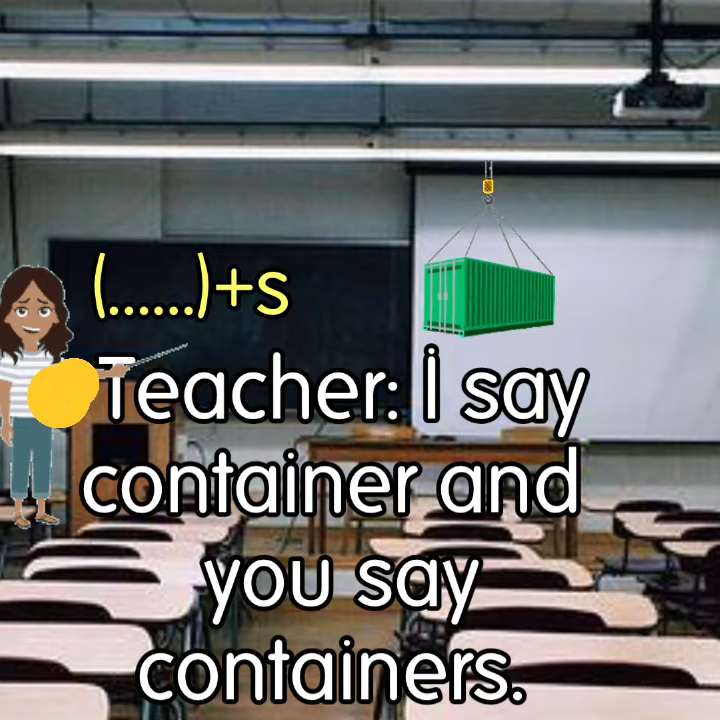 (......)+s
Teacher: İ say
container and
you say
containers.